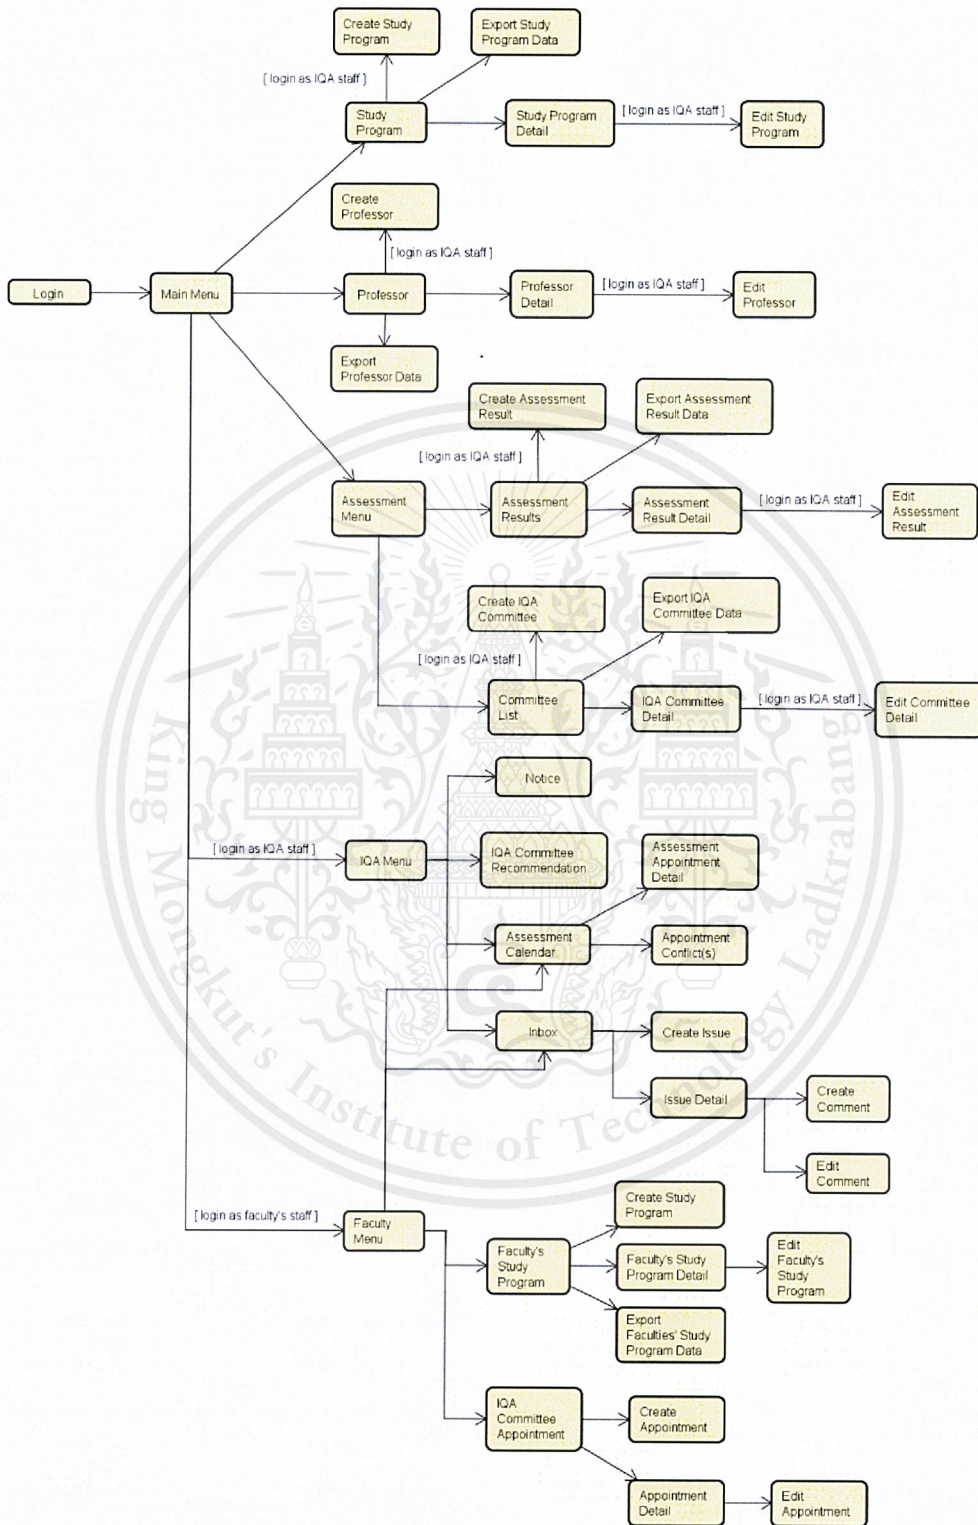 Create Study
Program
Export Study
Program Data
[ login as IQA staff ]
Study
Program
Study Program
Detail
[ login as IQA staff ]
Edit Study
Program
Create
Professor
[ login as IQA staff ]
Login
Main Menu
Professor
Professor
Detail
[ login as IQA staff ]
Edit
Professor
Export
Professor Data
Create Assessment
Result
Export Assessment
Result Data
[ login as IQA staff ]
Assessment
Menu
Assessment
Results
Assessment
Result Detail
[ login as IQA staff ]
Edit
Assessment
Result
Create IQA
Committee
Export IQA
Committee Data
[ login as IQA staff ]
Committee
List
IQA Committee
Detail
[ login as IQA staff ]
Edit Committee
Detail
Notice
[ login as IQA staff ]
IQA Menu
IQA Committee
Recommendation
Assessment
Appointment
Detail
Assessment
Calendar
Appointment
Conflict(s)
Inbox
Create Issue
Issue Detail
Create
Comment
Edit
Comment
[ login as faculty's staff ]
Faculty
Menu
Create Study
Program
Faculty's
Study
Program
Faculty's Study
Program Detail
Edit
Faculty's
Study
Program
Export
Faculties' Study
Program Data
IQA
Committee
Appointment
Create
Appointment
Appointment
Detail
Edit
Appointment
King Mongkut's Institute of Technology Ladkrabang